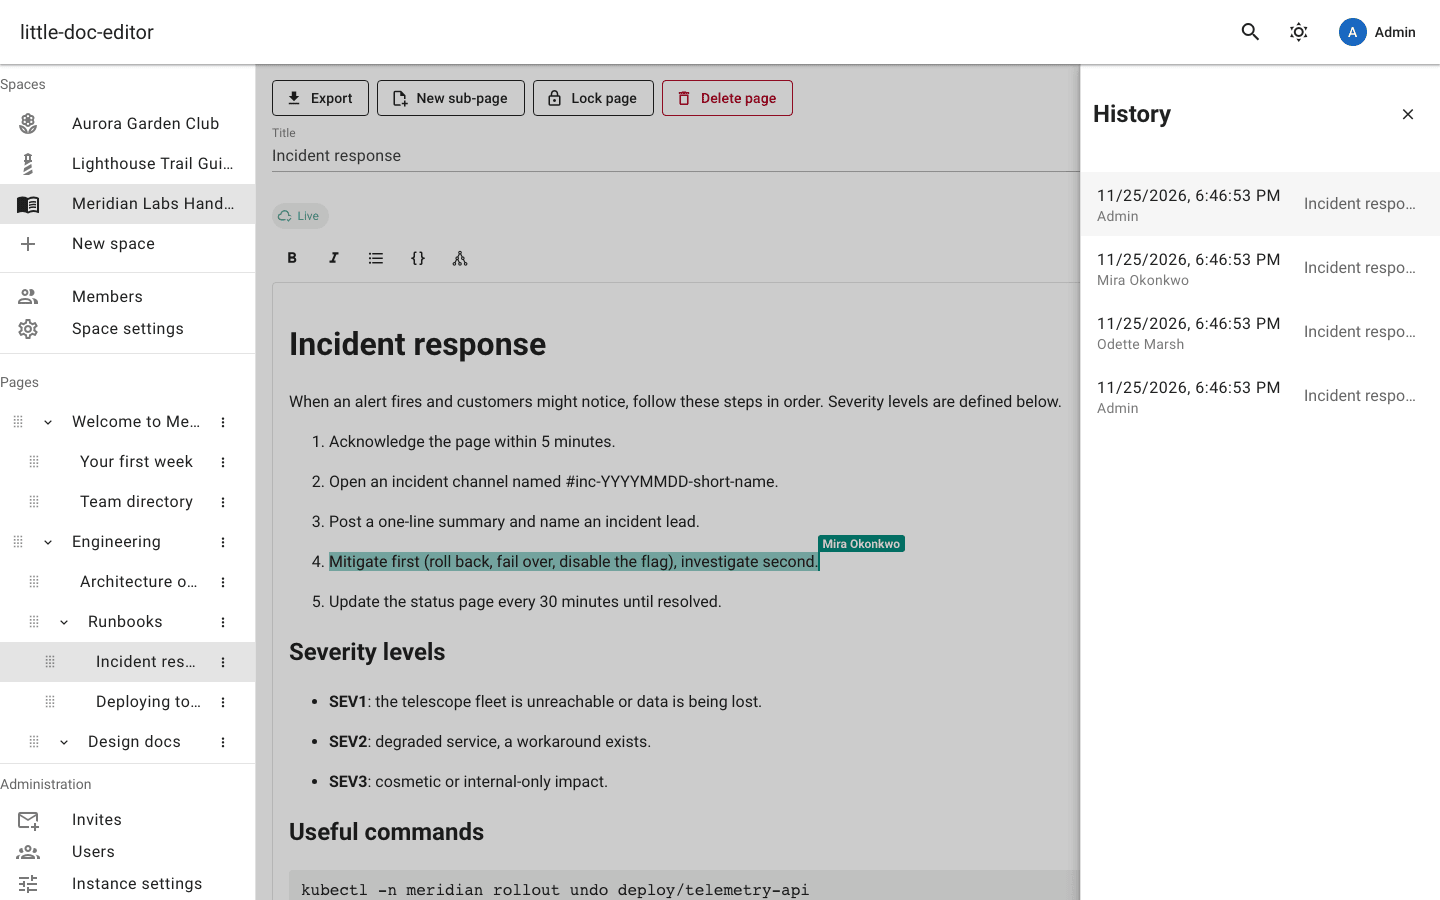 little-doc-editor
A Admin
Spaces
Aurora Garden Club
Lighthouse Trail Gui...
Meridian Labs Hand...
New space
Members
Space settings
Pages
Welcome to Me...
Your first week
Team directory
Engineering
Architecture o...
Runbooks
Incident res...
Deploying to...
Design docs
Administration
Invites
Users
Instance settings
Export
New sub-page
Lock page
Delete page
Title
Incident response
Live
B I {}
Incident response
When an alert fires and customers might notice, follow these steps in order. Severity levels are defined below.
1. Acknowledge the page within 5 minutes.
2. Open an incident channel named #inc-YYYYMMDD-short-name.
3. Post a one-line summary and name an incident lead.
Mira Okonkwo
4. Mitigate first (roll back, fail over, disable the flag), investigate second.
5. Update the status page every 30 minutes until resolved.
Severity levels
• SEV1: the telescope fleet is unreachable or data is being lost.
• SEV2: degraded service, a workaround exists.
• SEV3: cosmetic or internal-only impact.
Useful commands
kubectl -n meridian rollout undo deploy/telemetry-api
History
11/25/2026, 6:46:53 PM
Admin
Incident respo...
11/25/2026, 6:46:53 PM
Mira Okonkwo
Incident respo...
11/25/2026, 6:46:53 PM
Odette Marsh
Incident respo...
11/25/2026, 6:46:53 PM
Admin
Incident respo...